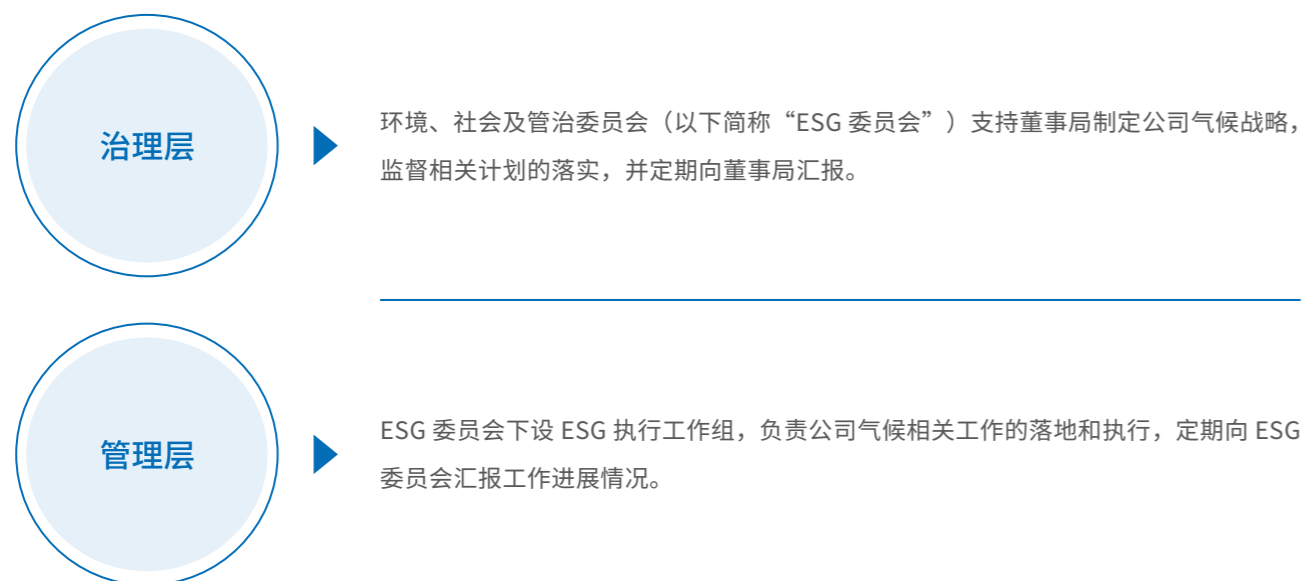 治理层
环境、社会及管治委员会（以下简称“ESG 委员会”）支持董事局制定公司气候战略，
监督相关计划的落实，并定期向董事局汇报。
管理层
ESG 委员会下设 ESG 执行工作组，负责公司气候相关工作的落地和执行，定期向 ESG
委员会汇报工作进展情况。